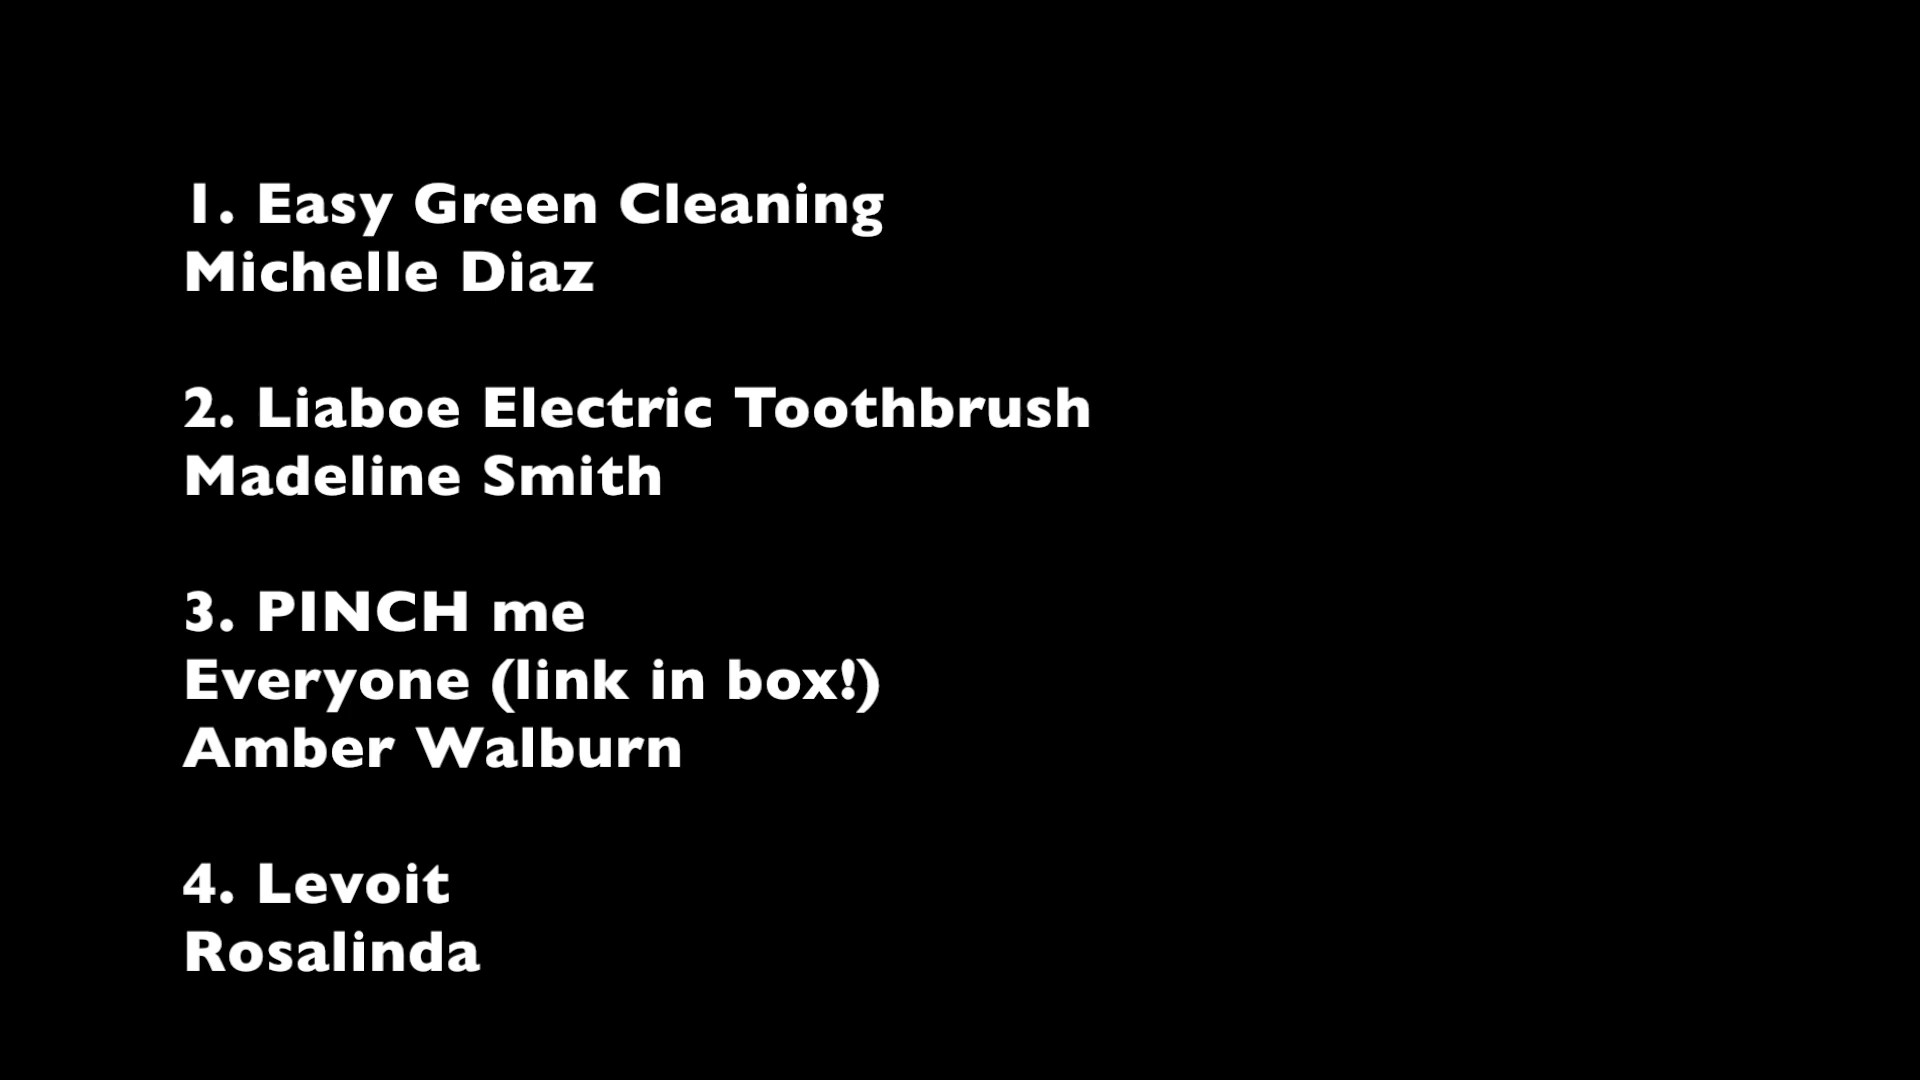 1. Easy Green Cleaning
Michelle Diaz
2. Liaboe Electric Toothbrush
Madeline Smith
3. PINCH me
Everyone (link in box!)
Amber Walburn
4. Levoit
Rosalinda